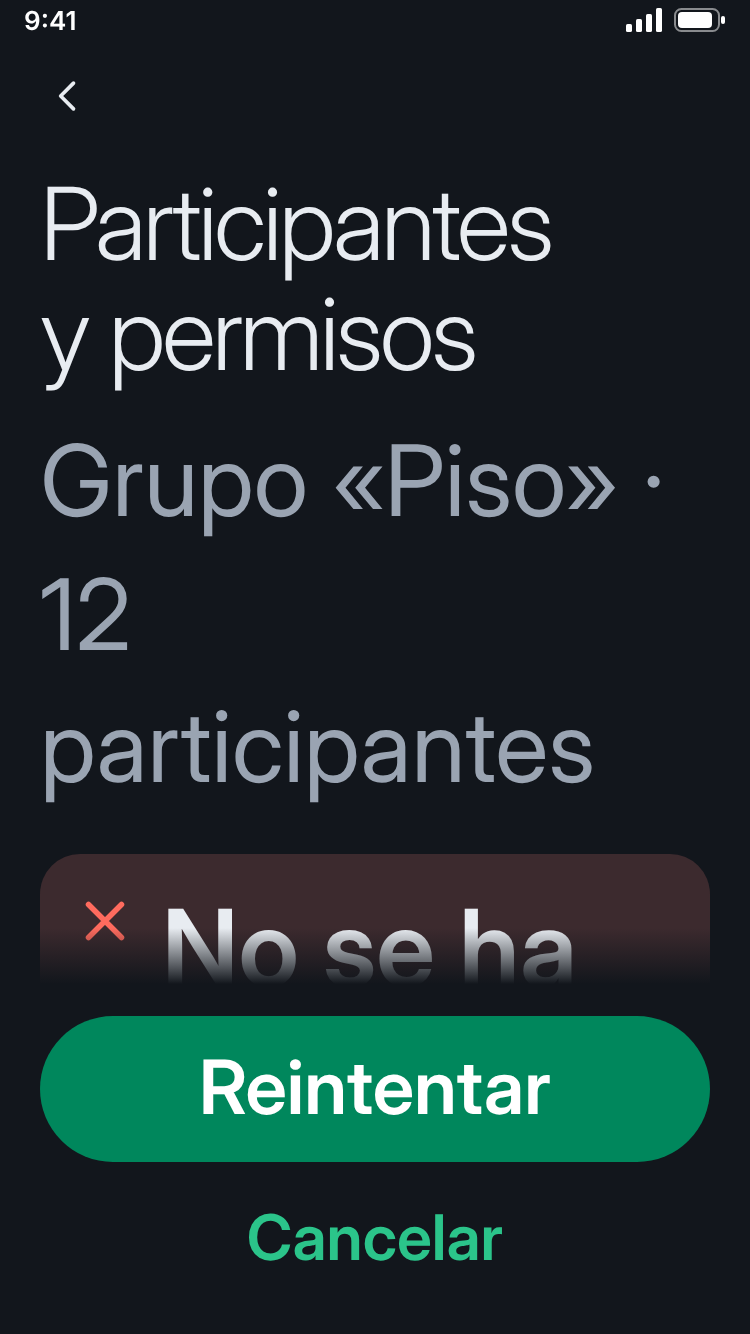 9:41
Participantes
y permisos
Grupo «Piso» ·
12
participantes
No se ha
Reintentar
Cancelar